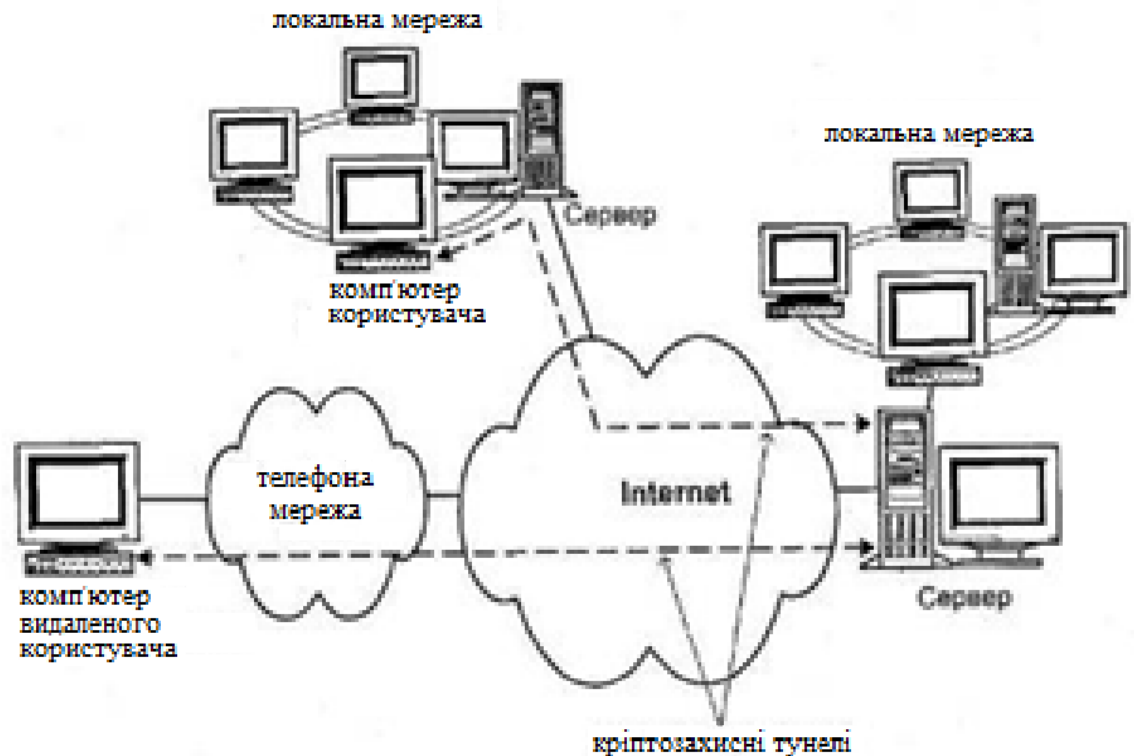 локальна мережа
локальна мережа
Сервер
комп'ютер
користувача
телефона
мережа
Internet
комп'ютер
видаленого
користувача
Сервер
кріптозахисні тунелі